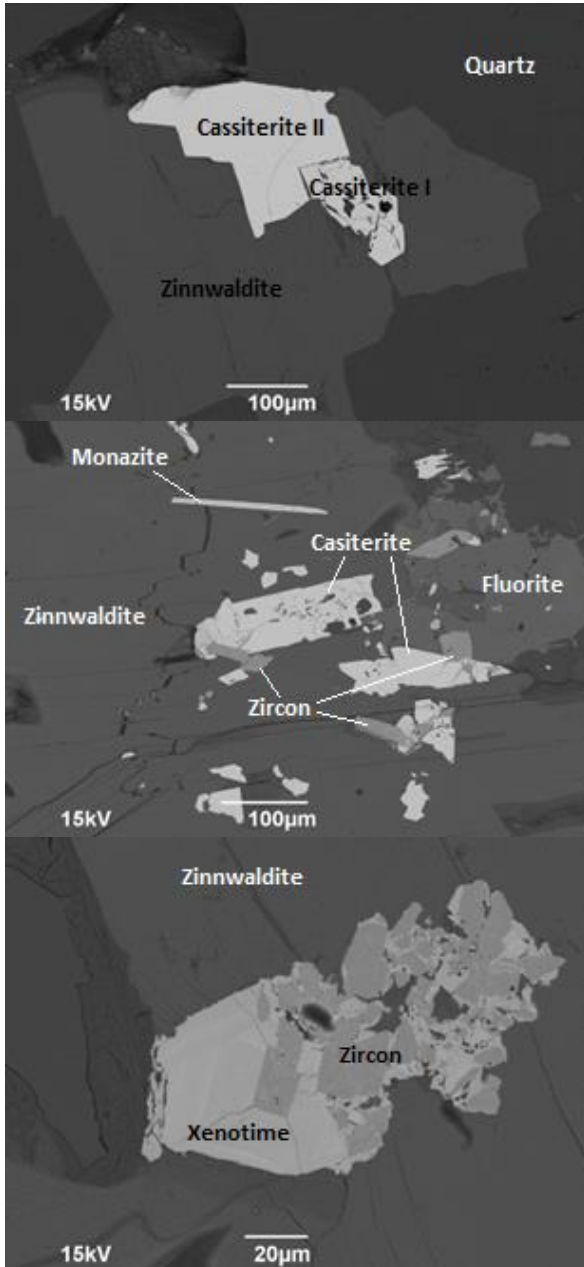 Quartz
Cassiterite II
Cassiterite I
Zinnwaldite
15kV
100µm
Monazite
Casiterite
Fluorite
Zinnwaldite
Zircon
15kV
100µm
Zinnwaldite
Zircon
Xenotime
15kV
20µm